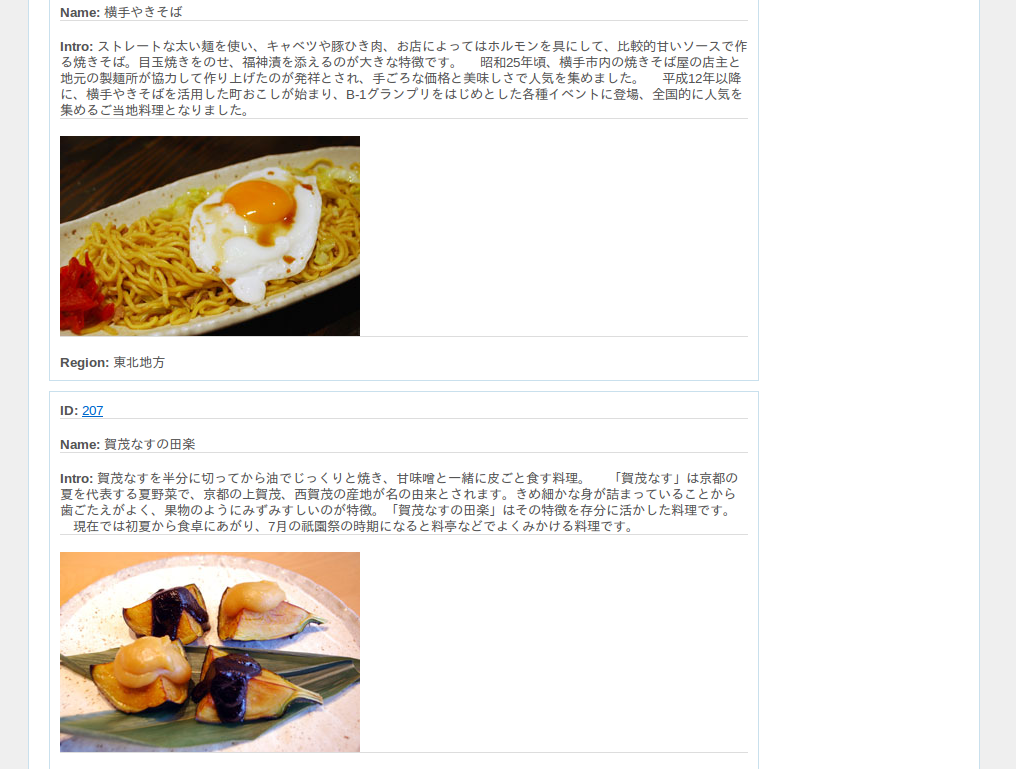 Name: 横手やきそば
Intro: ストレートな太い麺を使い、キャベツや豚ひき肉、お店によってはホルモンを具にして、比較的甘いソースで作
る焼きそば。目玉焼きをのせ、福神漬を添えるのが大きな特徴です。　昭和25年頃、横手市内の焼きそば屋の店主と
地元の製麺所が協力して作り上げたのが発祥とされ、手ごろな価格と美味しさで人気を集めました。　平成12年以降
に、横手やきそばを活用した町おこしが始まり、B-1グランプリをはじめとした各種イベントに登場、全国的に人気を
集めるご当地料理となりました。
Region: 東北地方
ID: 207
Name: 賀茂なすの田楽
Intro: 賀茂なすを半分に切ってから油でじっくりと焼き、甘味噌と一緒に皮ごと食す料理。　「賀茂なす」は京都の
夏を代表する夏野菜で、京都の上賀茂、西賀茂の産地が名の由来とされます。きめ細かな身が詰まっていることから
歯ごたえがよく、果物のようにみずみすしいのが特徴。「賀茂なすの田楽」はその特徴を存分に活かした料理です。
　現在では初夏から食卓にあがり、7月の祇園祭の時期になると料亭などでよくみかける料理です。